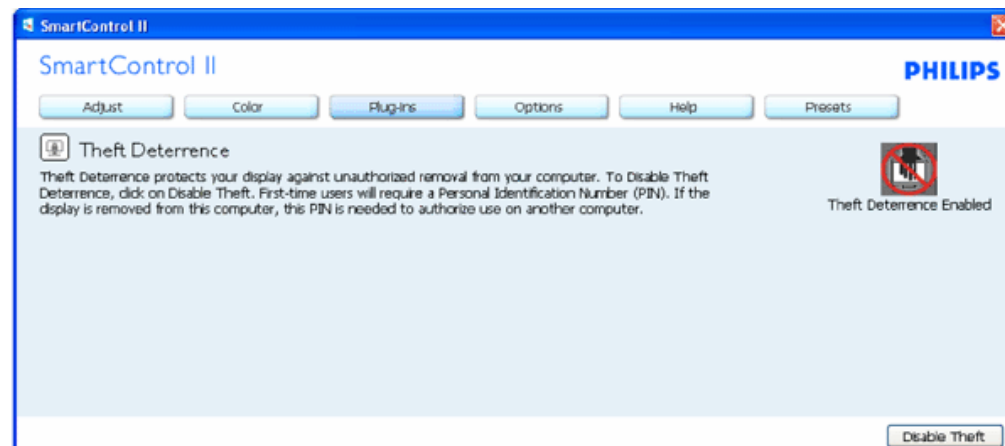 SmartControl II
SmartControl II
PHILIPS
Adjust Color Plug-Ins Options Help Presets
Theft Deterrence
Theft Deterrence protects your display against unauthorized removal from your computer. To Disable Theft
Deterrence, click on Disable Theft. First-time users will require a Personal Identification Number (PIN). If the
display is removed from this computer, this PIN is needed to authorize use on another computer.
Theft Deterrence Enabled
Disable Theft